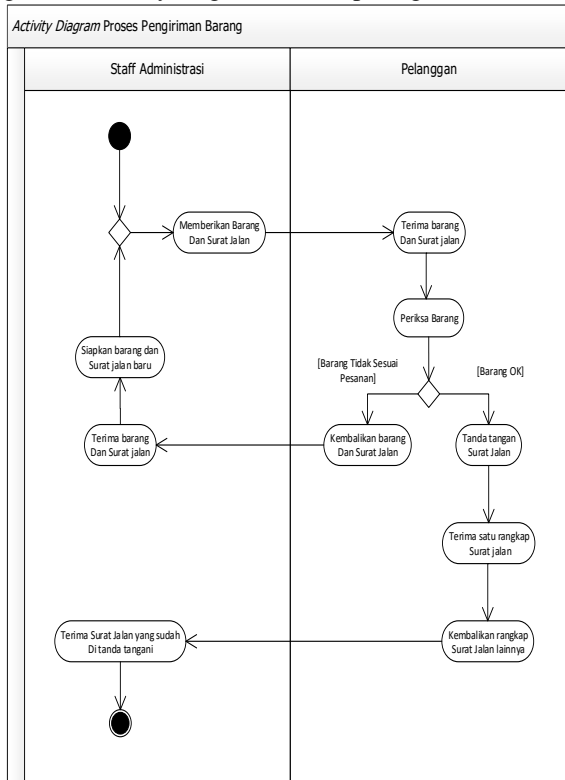 Activity Diagram Proses Pengiriman Barang
Staff Administrasi
Pelanggan
Memberikan Barang
Dan Surat Jalan
Terima barang
Dan Surat jalan
Periksa Barang
[Barang Tidak Sesuai
Pesanan]
[Barang OK]
Siapkan barang dan
Surat jalan baru
Terima barang
Dan Surat jalan
Kembalikan barang
Dan Surat Jalan
Tanda tangan
Surat Jalan
Terima satu rangkap
Surat jalan
Terima Surat Jalan yang sudah
Di tanda tangani
Kembalikan rangkap
Surat Jalan lainnya